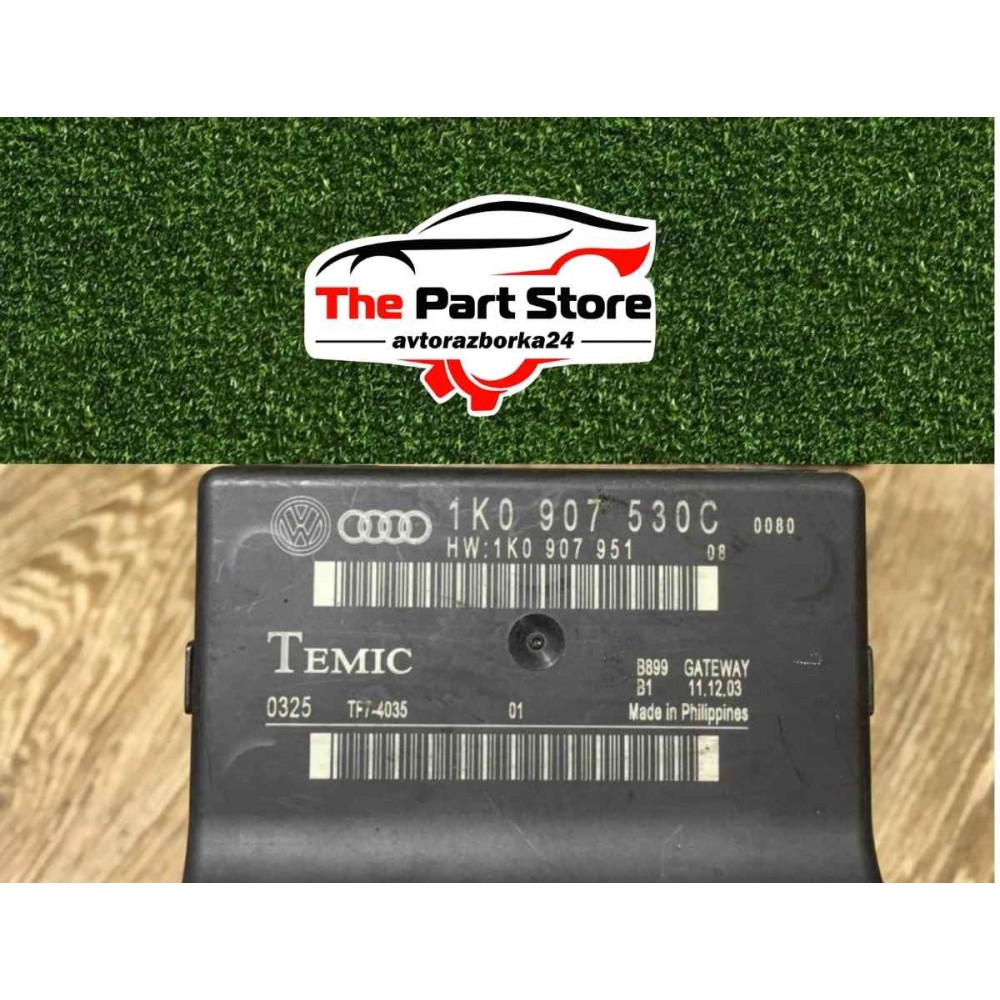 The Part Store
avtorazborka24
1K0 907 530C 0080
HW:1K0 907 951 08
TEMIC
B899 GATEWAY
B1 11.12.03
0325 TF7-4035 01 Made in Philippines